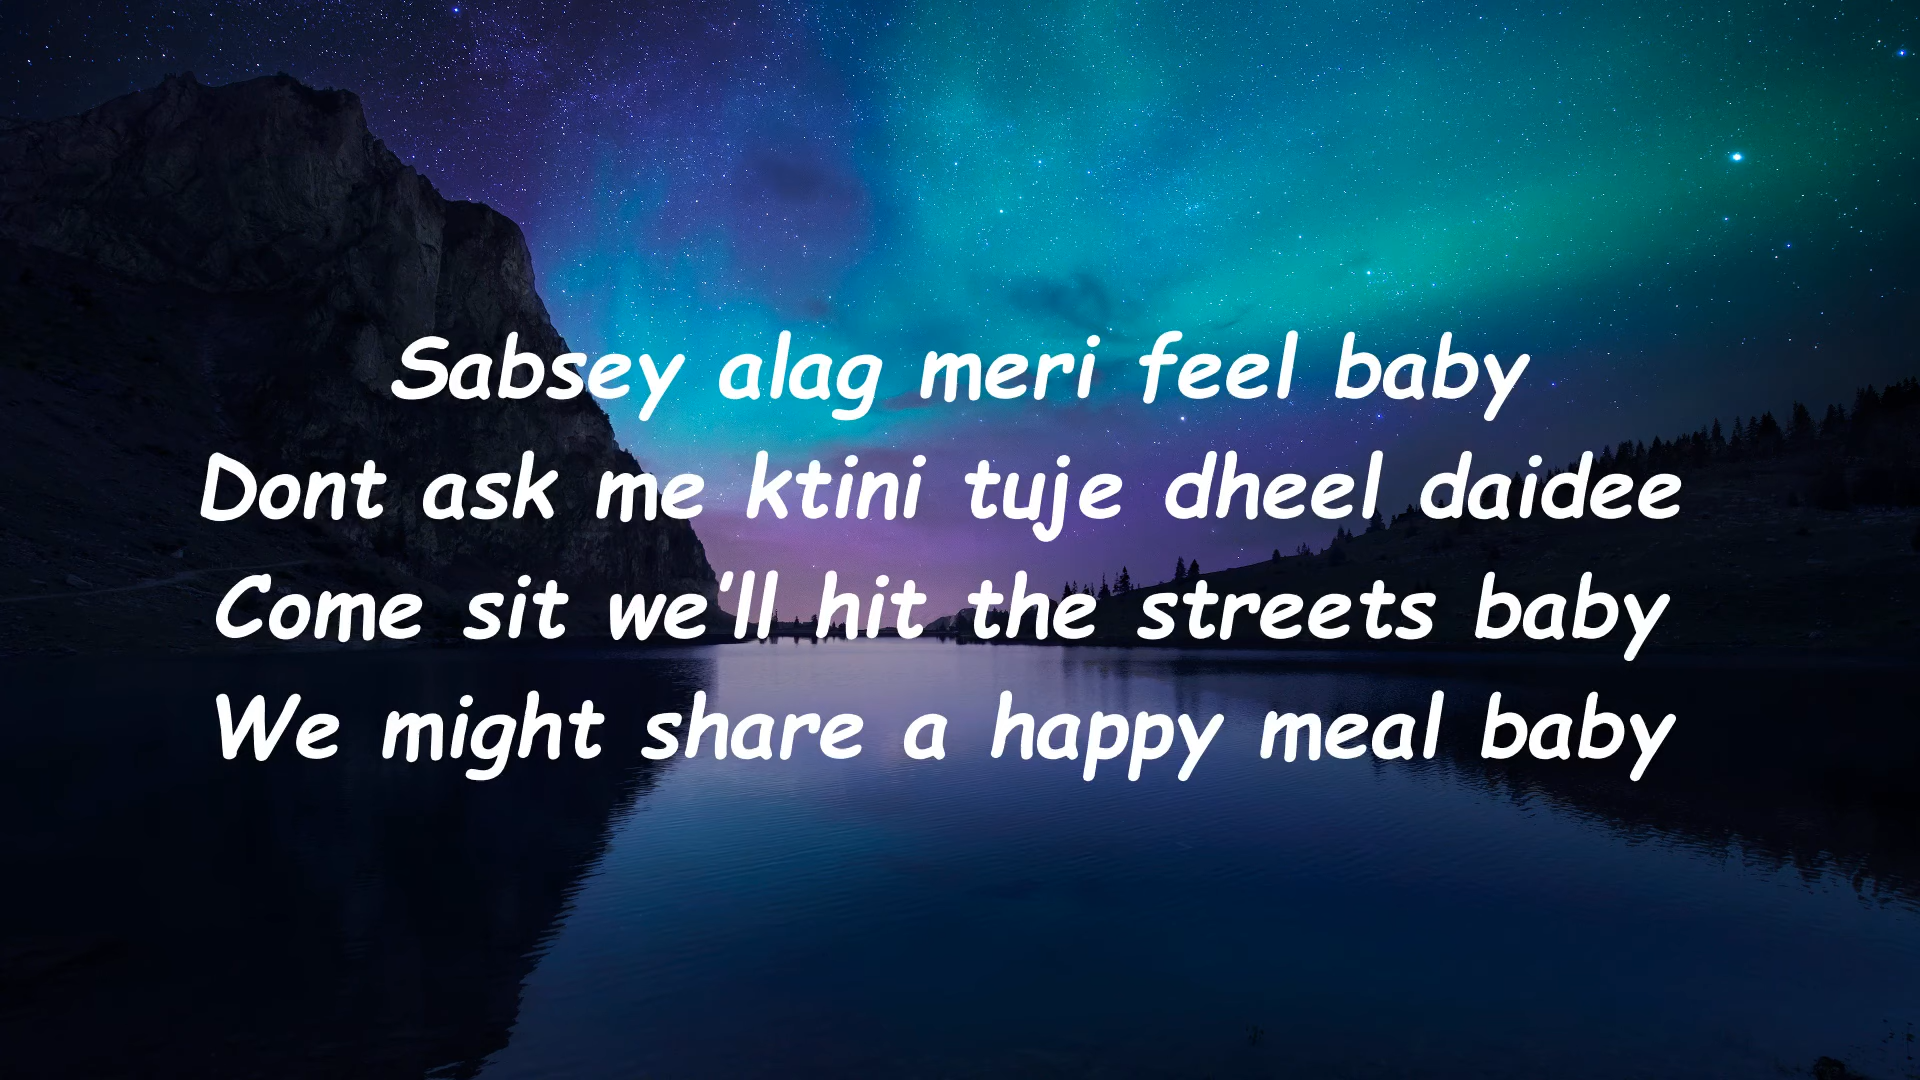 Sabsey alag meri feel baby
Dont ask me ktini tuje dheel daidee
Come sit we'll hit the streets baby
We might share a happy meal baby